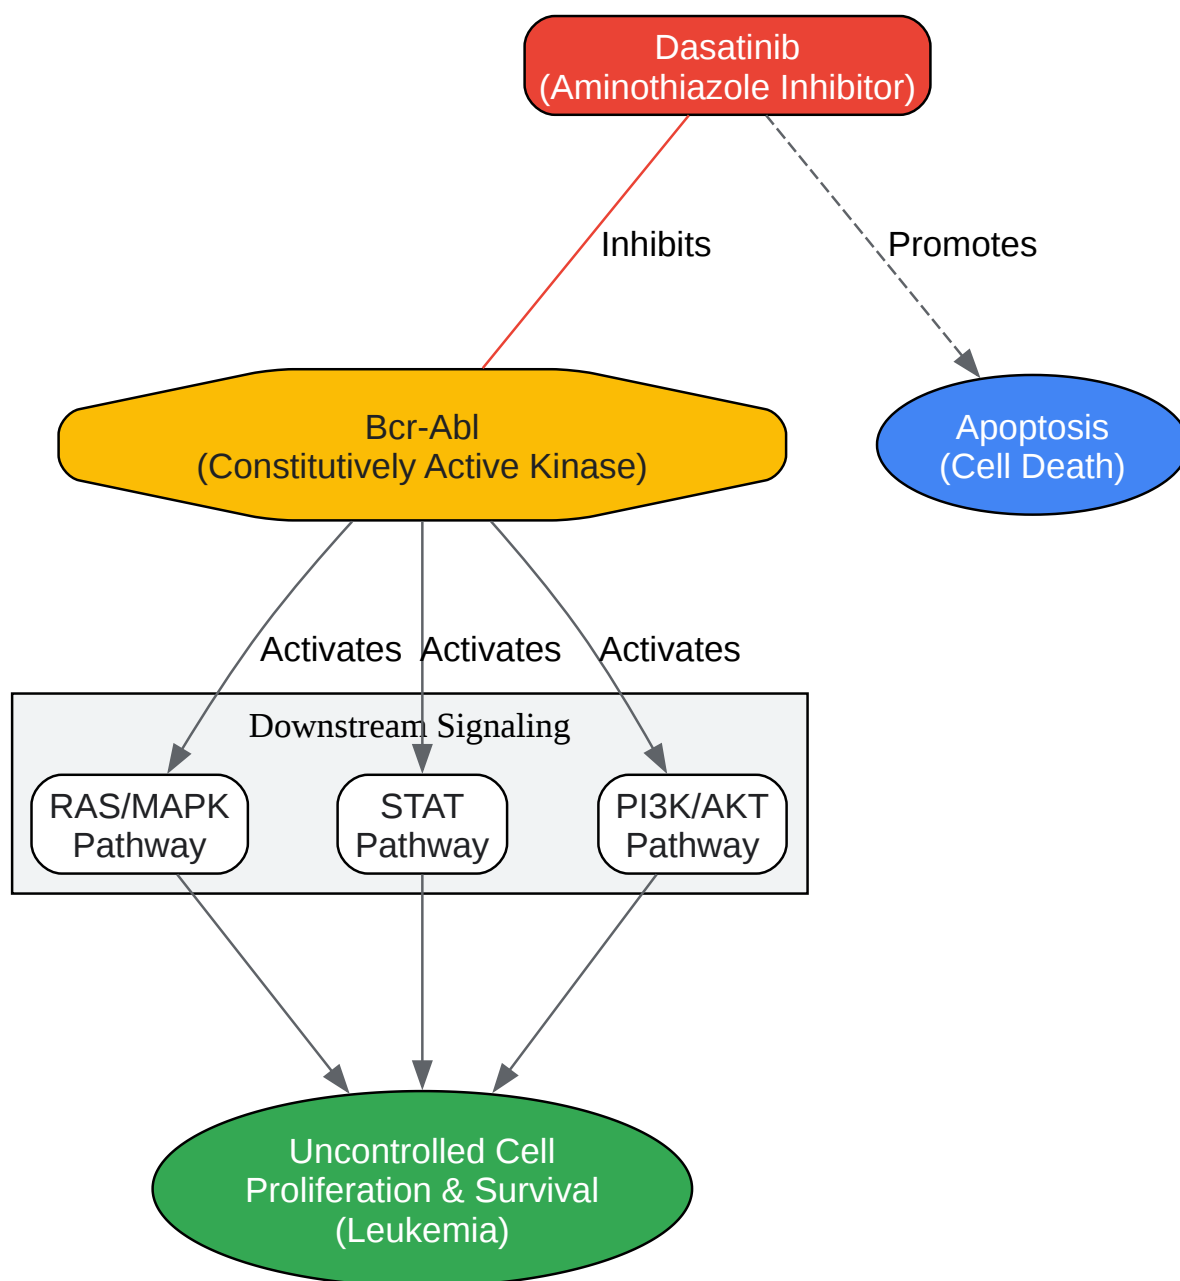 Dasatinib
(Aminothiazole Inhibitor)
Inhibits
Promotes
Bcr-Abl
(Constitutively Active Kinase)
Apoptosis
(Cell Death)
Activates
Activates
Activates
Downstream Signaling
RAS/MAPK
Pathway
STAT
Pathway
PI3K/AKT
Pathway
Uncontrolled Cell
Proliferation & Survival
(Leukemia)